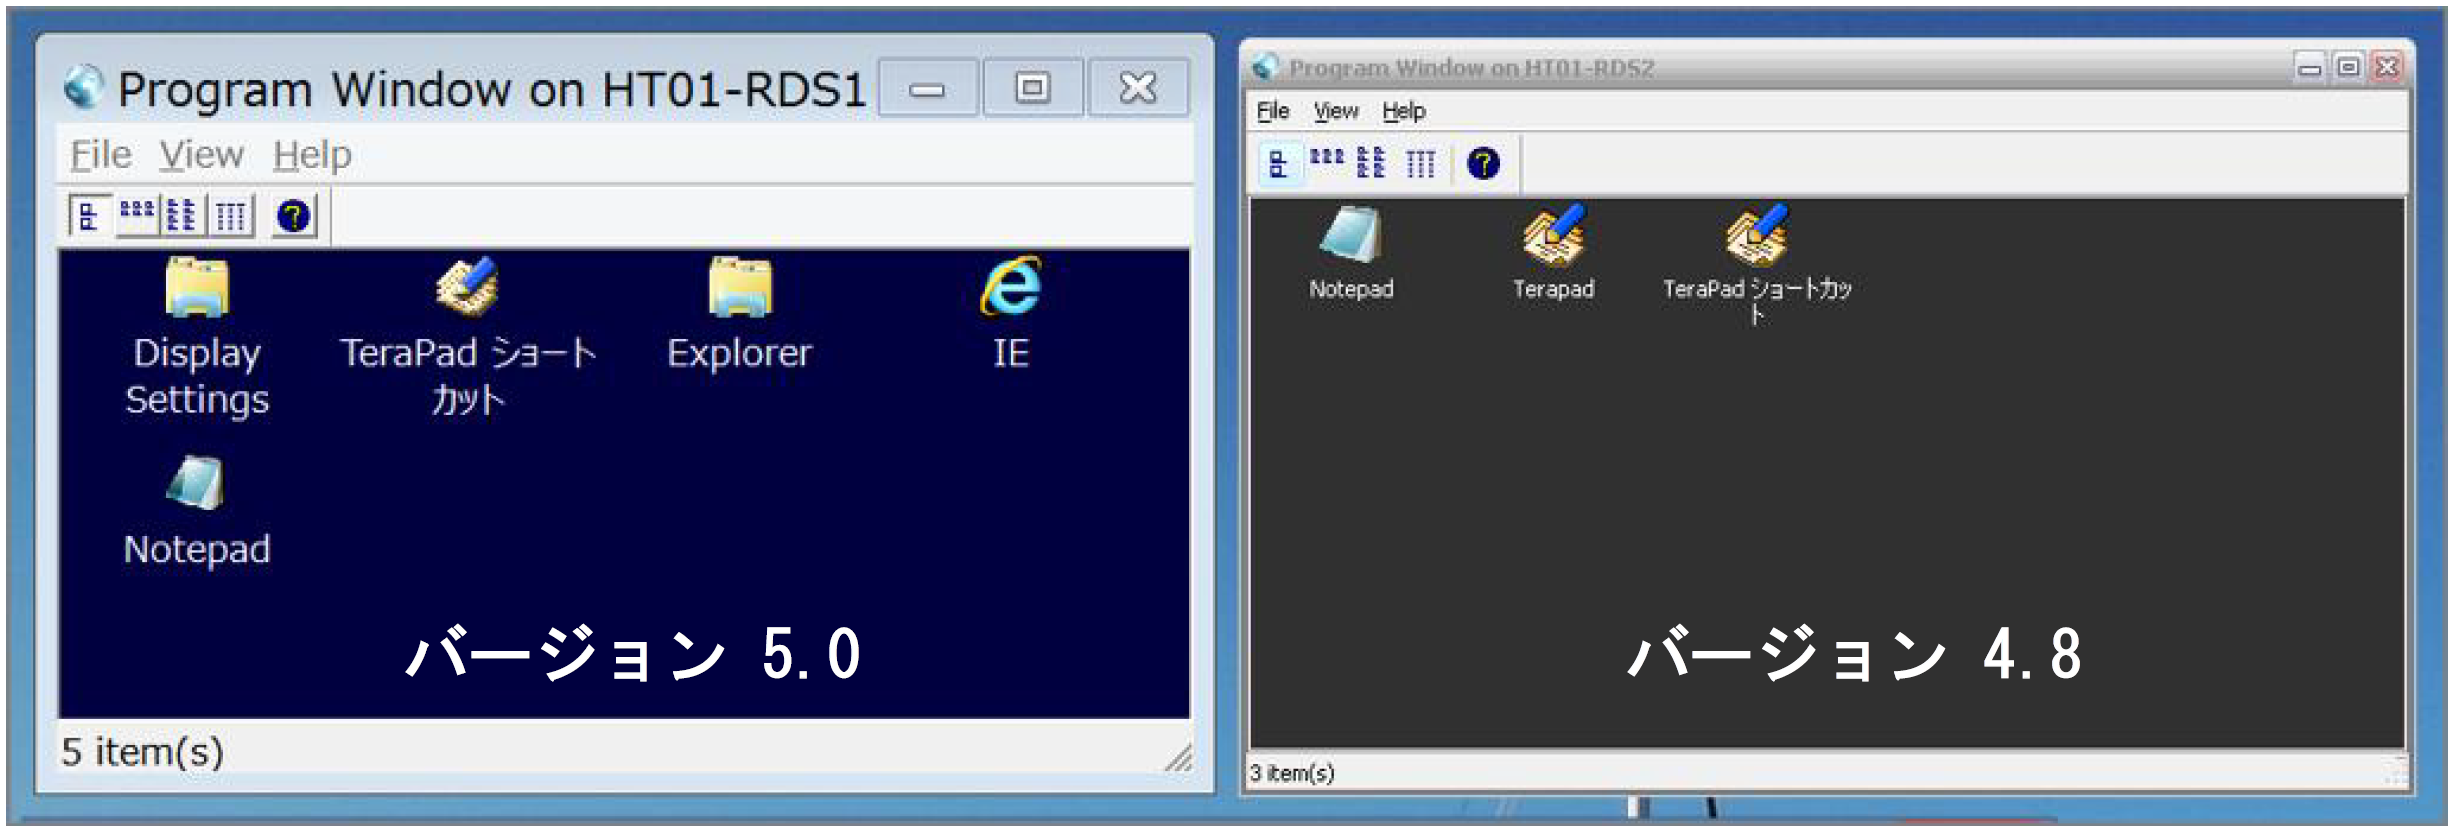 Program Window on HT01-RDS1
File View Help
Display
Settings
TeraPad ショート
カット
Explorer
IE
Notepad
バージョン 5.0
5 item(s)
Program Window on HT01-RDS2
File View Help
Notepad
Terapad
TeraPad ショートカッ
ト
バージョン 4.8
3 item(s)